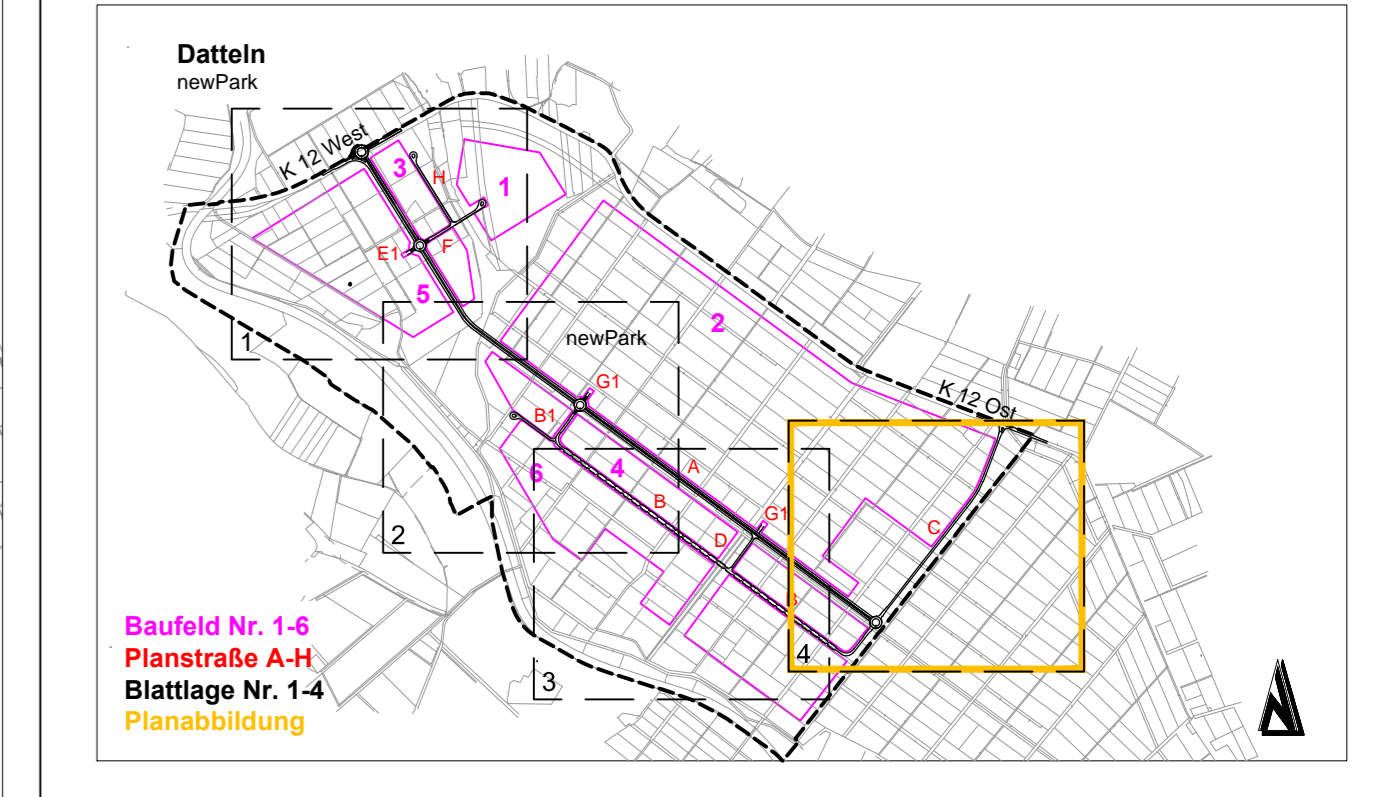 Datteln
newPark
K 12 West
3
H
1
E1
F
5
1
2
newPark
G1
K 12 Ost
B1
A
4
6
B
G1
C
D
2
B
4
3
Baufeld Nr. 1-6
Planstraße A-H
Blattlage Nr. 1-4
Planabbildung
N